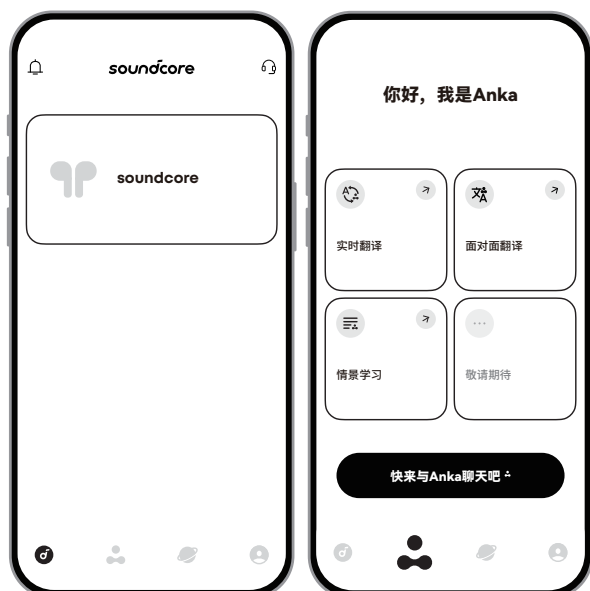 soundcore
soundcore
你好，我是Anka
实时翻译
面对面翻译
情景学习
敬请期待
快来与Anka聊天吧